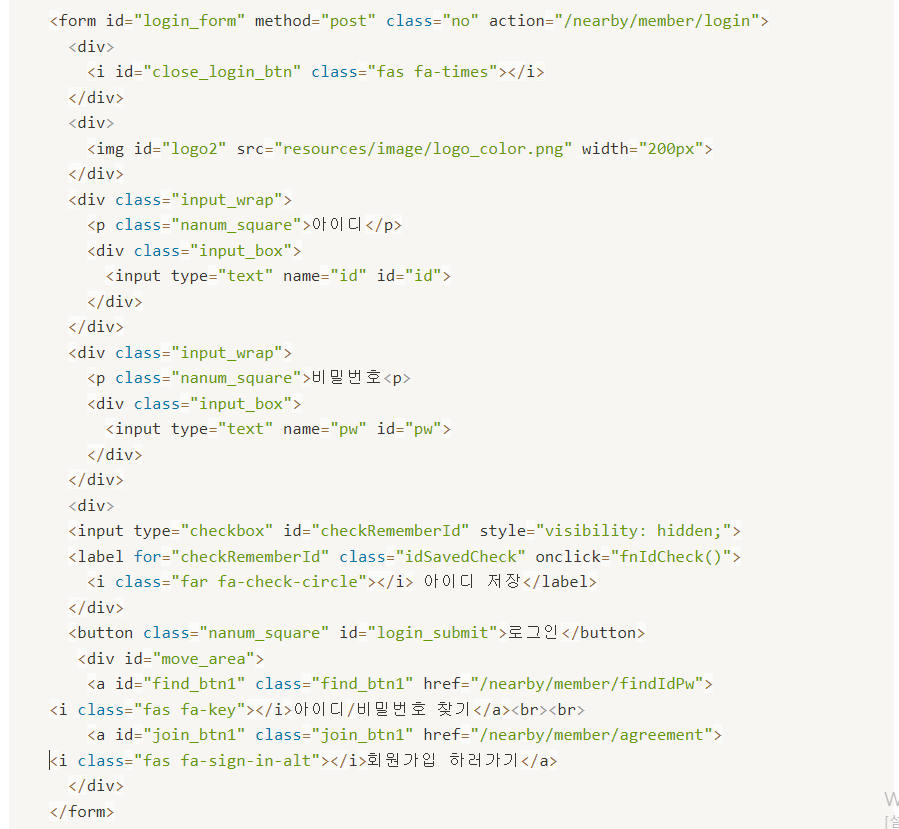 <form id="login_form" method="post" class="no" action="/nearby/member/login">
<div>
<i id="close_login_btn" class="fas fa-times"></i>
</div>
<div>
<img id="logo2" src="resources/image/logo_color.png" width="200px">
</div>
<div class="input_wrap">
<p class="nanum_square">아이디</p>
<div class="input_box">
<input type="text" name="id" id="id">
</div>
</div>
<div class="input_wrap">
<p class="nanum_square">비밀번호<p>
<div class="input_box">
<input type="text" name="pw" id="pw">
</div>
</div>
<div>
<input type="checkbox" id="checkRememberId" style="visibility: hidden;">
<label for="checkRememberId" class="idSavedCheck" onclick="fnIdCheck()">
<i class="far fa-check-circle"></i> 아이디 저장</label>
</div>
<button class="nanum_square" id="login_submit">로그인</button>
<div id="move_area">
<a id="find_btn1" class="find_btn1" href="/nearby/member/findIdPw">
<i class="fas fa-key"></i>아이디/비밀번호 찾기</a><br><br>
<a id="join_btn1" class="join_btn1" href="/nearby/member/agreement">
<i class="fas fa-sign-in-alt"></i>회원가입 하러가기</a>
</div>
</form>